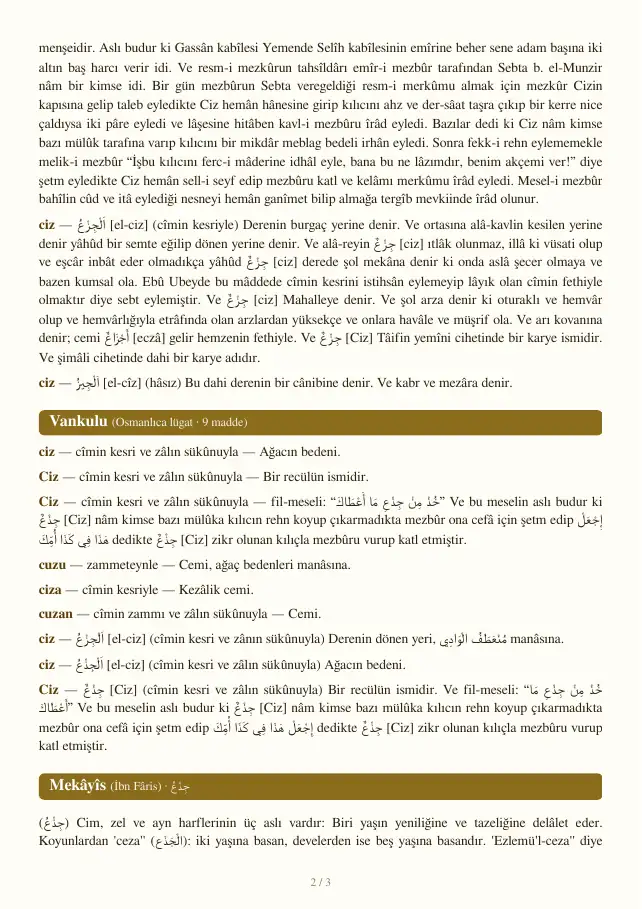 menşeidir. Aslı budur ki Gassân kabîlesi Yemende Selîh kabîlesinin emîrine beher sene adam başına iki
altın baş harcı verir idi. Ve resm-i mezkûrun tahsîldârı emîr-i mezbûr tarafından Sebta b. el-Munzir
nâm bir kimse idi. Bir gün mezbûrun Sebta veregeldiği resm-i merkûmu almak için mezkûr Cizin
kapısına gelip taleb eyledikte Ciz hemân hânesine girip kılıcını ahz ve der-sâat taşra çıkıp bir kerre nice
çaldıysa iki pâre eyledi ve lâşesine hitâben kavl-i mezbûru îrâd eyledi. Bazılar dedi ki Ciz nâm kimse
bazı mülûk tarafına varıp kılıcını bir mikdâr meblag bedeli irhân eyledi. Sonra fekk-i rehn eylememekle
melik-i mezbûr “İşbu kılıcını ferc-i mâderine idhâl eyle, bana bu ne lâzımdır, benim akçemi ver!” diye
şetm eyledikte Ciz hemân sell-i seyf edip mezbûru katl ve kelâmı merkûmu îrâd eyledi. Mesel-i mezbûr
bahîlin cûd ve itâ eylediği nesneyi hemân ganîmet bilip almağa tergîb mevkiinde îrâd olunur.
ciz — اَلْجِزْعُ [el-ciz] (cîmin kesriyle) Derenin burgaç yerine denir. Ve ortasına alâ-kavlin kesilen yerine
denir yâhûd bir semte eğilip dönen yerine denir. Ve alâ-reyin جِزْعٌ [ciz] ıtlâk olunmaz, illâ ki vüsati olup
ve eşcâr inbât eder olmadıkça yâhûd جِزْعٌ [ciz] derede şol mekâna denir ki onda aslâ şecer olmaya ve
bazen kumsal ola. Ebû Ubeyde bu mâddede cîmin kesrini istihsân eylemeyip lâyık olan cîmin fethiyle
olmaktır diye sebt eylemiştir. Ve جِزْعٌ [ciz] Mahalleye denir. Ve şol arza denir ki oturaklı ve hemvâr
olup ve hemvârlığıyla etrâfında olan arzlardan yüksekçe ve onlara havâle ve müşrif ola. Ve arı kovanına
denir; cemi أَجْزَاعٌ [eczâ] gelir hemzenin fethiyle. Ve جِزْعٌ [Ciz] Tâifin yemîni cihetinde bir karye ismidir.
Ve şimâli cihetinde dahi bir karye adıdır.
ciz — اَلْجِيزُ [el-cîz] (hâsız) Bu dahi derenin bir cânibine denir. Ve kabr ve mezâra denir.
Vankulu (Osmanlıca lügat · 9 madde)
ciz — cîmin kesri ve zâlın sükûnuyla — Ağacın bedeni.
Ciz — cîmin kesri ve zâlın sükûnuyla — Bir recülün ismidir.
Ciz — cîmin kesri ve zâlın sükûnuyla — fil-meseli: “خُذْ مِنْ جِذْعٍ مَا أَعْطَاكَ” Ve bu meselin aslı budur ki
جِذْعٌ [Ciz] nâm kimse bazı mülûka kılıcın rehn koyup çıkarmadıkta mezbûr ona cefâ için şetm edip إِجْعَلْ
هَذَا فِي كَذَا أُمِّكَ dedikte جِذْعٌ [Ciz] zikr olunan kılıçla mezbûru vurup katl etmiştir.
cuzu — zammeteynle — Cemi, ağaç bedenleri manâsına.
ciza — cîmin kesriyle — Kezâlik cemi.
cuzan — cîmin zammı ve zâlın sükûnuyla — Cemi.
ciz — اَلْجِزْعُ [el-ciz] (cîmin kesri ve zânın sükûnuyla) Derenin dönen yeri, مُنْعَطَفُ الْوَادِي manâsına.
ciz — اَلْجِذْعُ [el-ciz] (cîmin kesri ve zâlın sükûnuyla) Ağacın bedeni.
Ciz — جِذْعٌ [Ciz] (cîmin kesri ve zâlın sükûnuyla) Bir recülün ismidir. Ve fil-meseli: “خُذْ مِنْ جِذْعٍ مَا
أَعْطَاكَ” Ve bu meselin aslı budur ki جِذْعٌ [Ciz] nâm kimse bazı mülûka kılıcın rehn koyup çıkarmadıkta
mezbûr ona cefâ için şetm edip إِجْعَلْ هَذَا فِي كَذَا أُمِّكَ dedikte جِذْعٌ [Ciz] zikr olunan kılıçla mezbûru vurup
katl etmiştir.
Mekâyîs (İbn Fâris) · جِذْعٌ
(جِذْعٌ) Cim, zel ve ayn harflerinin üç aslı vardır: Biri yaşın yeniliğine ve tazeliğine delâlet eder.
Koyunlardan 'ceza" (الْجَذَع): iki yaşına basan, develerden ise beş yaşına basandır. 'Ezlemü'l-ceza" diye
2 / 3